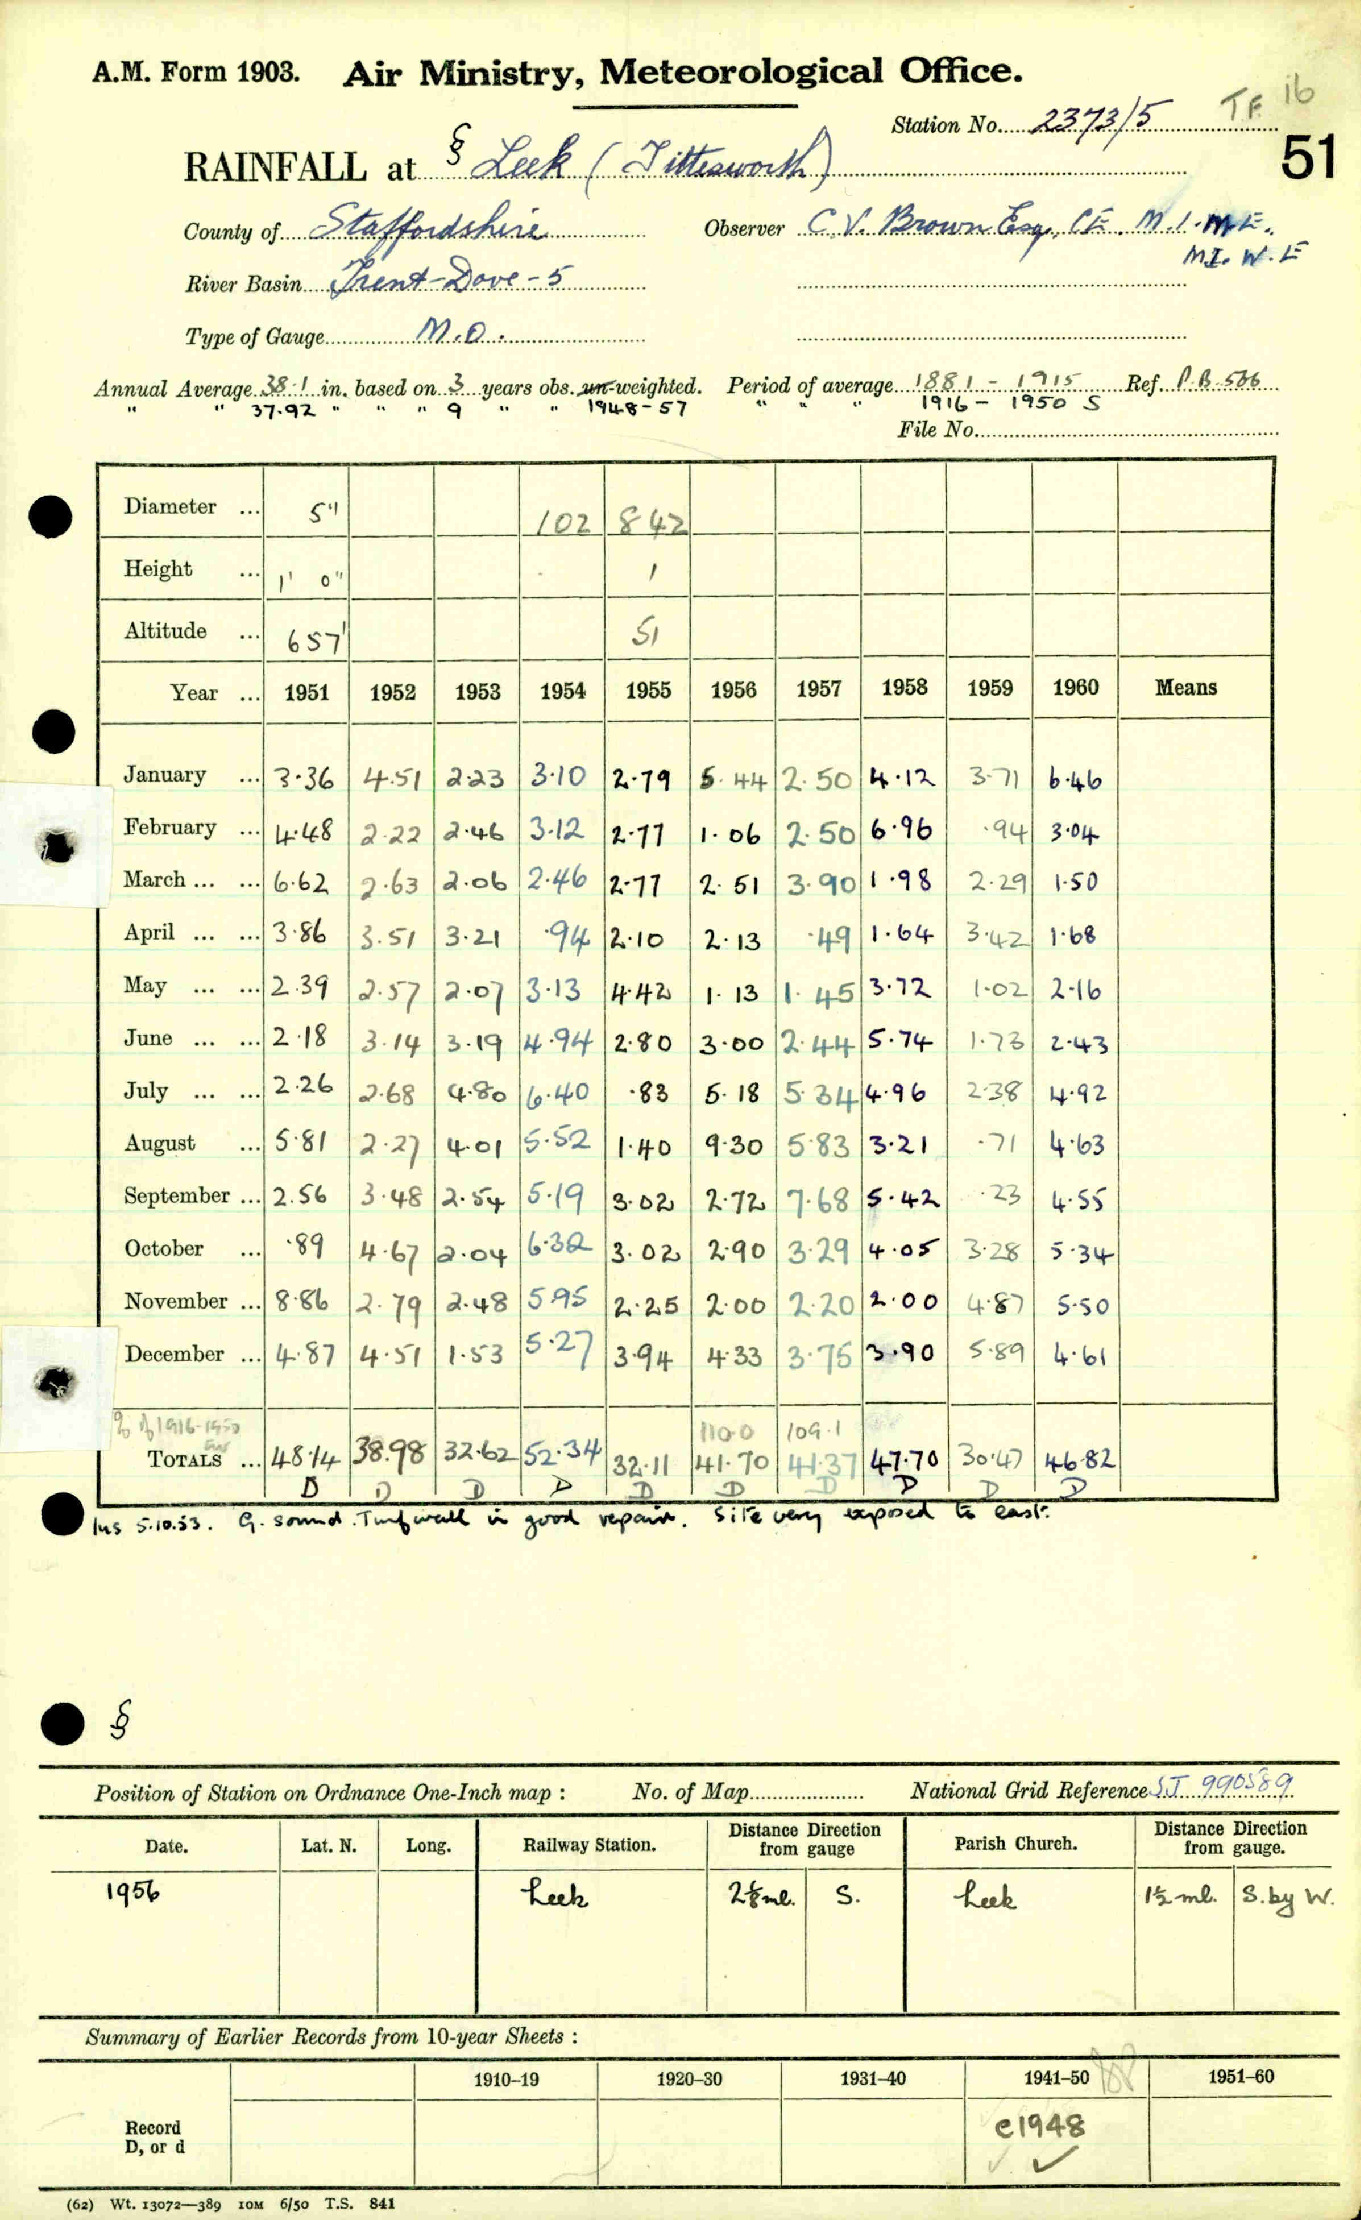 A.M. Form 1903. Air Ministry, Meteorological Office.
T F 16
Station No. 2373/5
51
RAINFALL at § Leek (Tittesworth)
County of Staffordshire Observer C.V. Brown Esq., C.E. M.I.M.E.,
M.I.W.E
River Basin Trent-Dove-5
Type of Gauge M.O.
Annual Average 38.1 in. based on 3 years obs. un-weighted. Period of average 1881 - 1915 Ref. P.B. 586
" " 37.92 " " " 9 " " 1948-57 " " " 1916 - 1950 S
File No.
Diameter ... 5" 102 842
Height ... 1' 0" 1
Altitude ... 657' 51
Year ... 1951 1952 1953 1954 1955 1956 1957 1958 1959 1960 Means
January ... 3.36 4.51 2.23 3.10 2.79 5.44 2.50 4.12 3.71 6.46
February ... 4.48 2.22 2.46 3.12 2.77 1.06 2.50 6.96 .94 3.04
March ... ... 6.62 2.63 2.06 2.46 2.77 2.51 3.90 1.98 2.29 1.50
April ... ... 3.86 3.51 3.21 .94 2.10 2.13 .49 1.64 3.42 1.68
May ... ... 2.39 2.57 2.07 3.13 4.42 1.13 1.45 3.72 1.02 2.16
June ... ... 2.18 3.14 3.19 4.94 2.80 3.00 2.44 5.74 1.73 2.43
July ... ... 2.26 2.68 4.80 6.40 .83 5.18 5.34 4.96 2.38 4.92
August ... 5.81 2.27 4.01 5.52 1.40 9.30 5.83 3.21 .71 4.63
September ... 2.56 3.48 2.54 5.19 3.02 2.72 7.68 5.42 .23 4.55
October ... .89 4.67 2.04 6.32 3.02 2.90 3.29 4.05 3.28 5.34
November ... 8.86 2.79 2.48 5.95 2.25 2.00 2.20 2.00 4.87 5.50
December ... 4.87 4.51 1.53 5.27 3.94 4.33 3.75 3.90 5.89 4.61
% of 1916-1950 110.0 109.1
TOTALS ... 48.14 38.98 32.62 52.34 32.11 41.70 41.37 47.70 30.47 46.82
D D D D D D D D D D
Ins 5.10.53. G. sound. Turf wall in good repair. Site very exposed to east.
§
Position of Station on Ordnance One-Inch map : No. of Map National Grid Reference SJ 990589
Date. Lat. N. Long. Railway Station. Distance Direction from gauge Parish Church. Distance Direction from gauge.
1956 Leek 2⅛ ml. S. Leek 1½ ml. S. by W.
Summary of Earlier Records from 10-year Sheets :
1910–19 1920–30 1931–40 1941–50 1951–60
Record
D, or d
c1948
(62) Wt. 13072—389 10M 6/50 T.S. 841